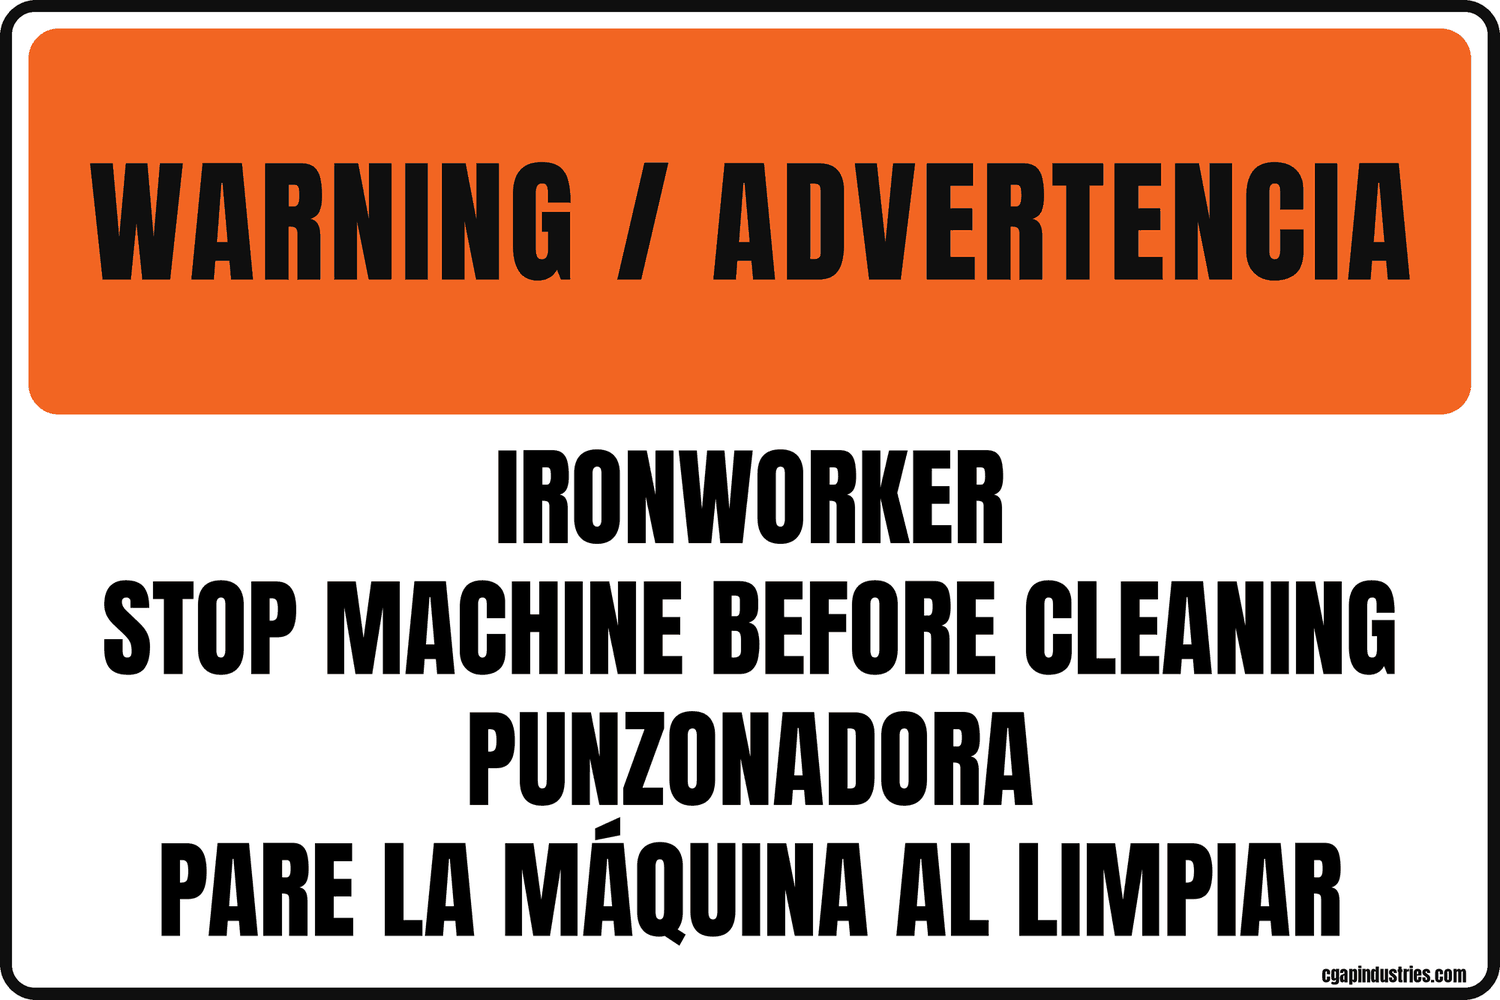 WARNING / ADVERTENCIA
IRONWORKER
STOP MACHINE BEFORE CLEANING
PUNZONADORA
PARE LA MÁQUINA AL LIMPIAR
cgapindustries.com